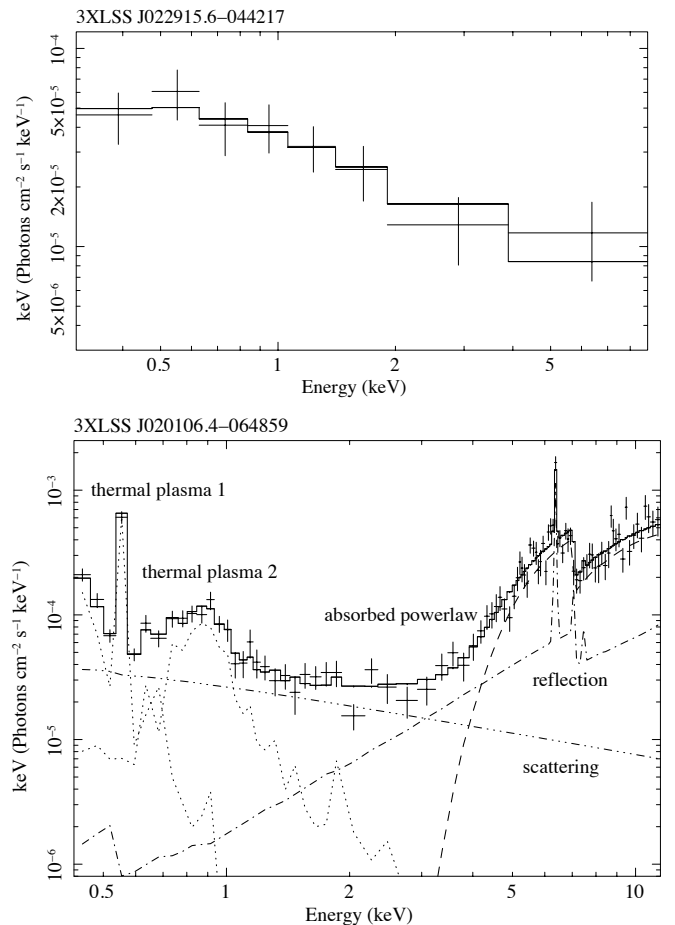 3XLSS J022915.6−044217
keV (Photons cm⁻² s⁻¹ keV⁻¹)
10⁻⁴
5×10⁻⁵
2×10⁻⁵
10⁻⁵
5×10⁻⁶
0.5 1 2 5
Energy (keV)
3XLSS J020106.4−064859
keV (Photons cm⁻² s⁻¹ keV⁻¹)
10⁻³
10⁻⁴
10⁻⁵
10⁻⁶
thermal plasma 1
thermal plasma 2
absorbed powerlaw
reflection
scattering
0.5 1 2 5 10
Energy (keV)